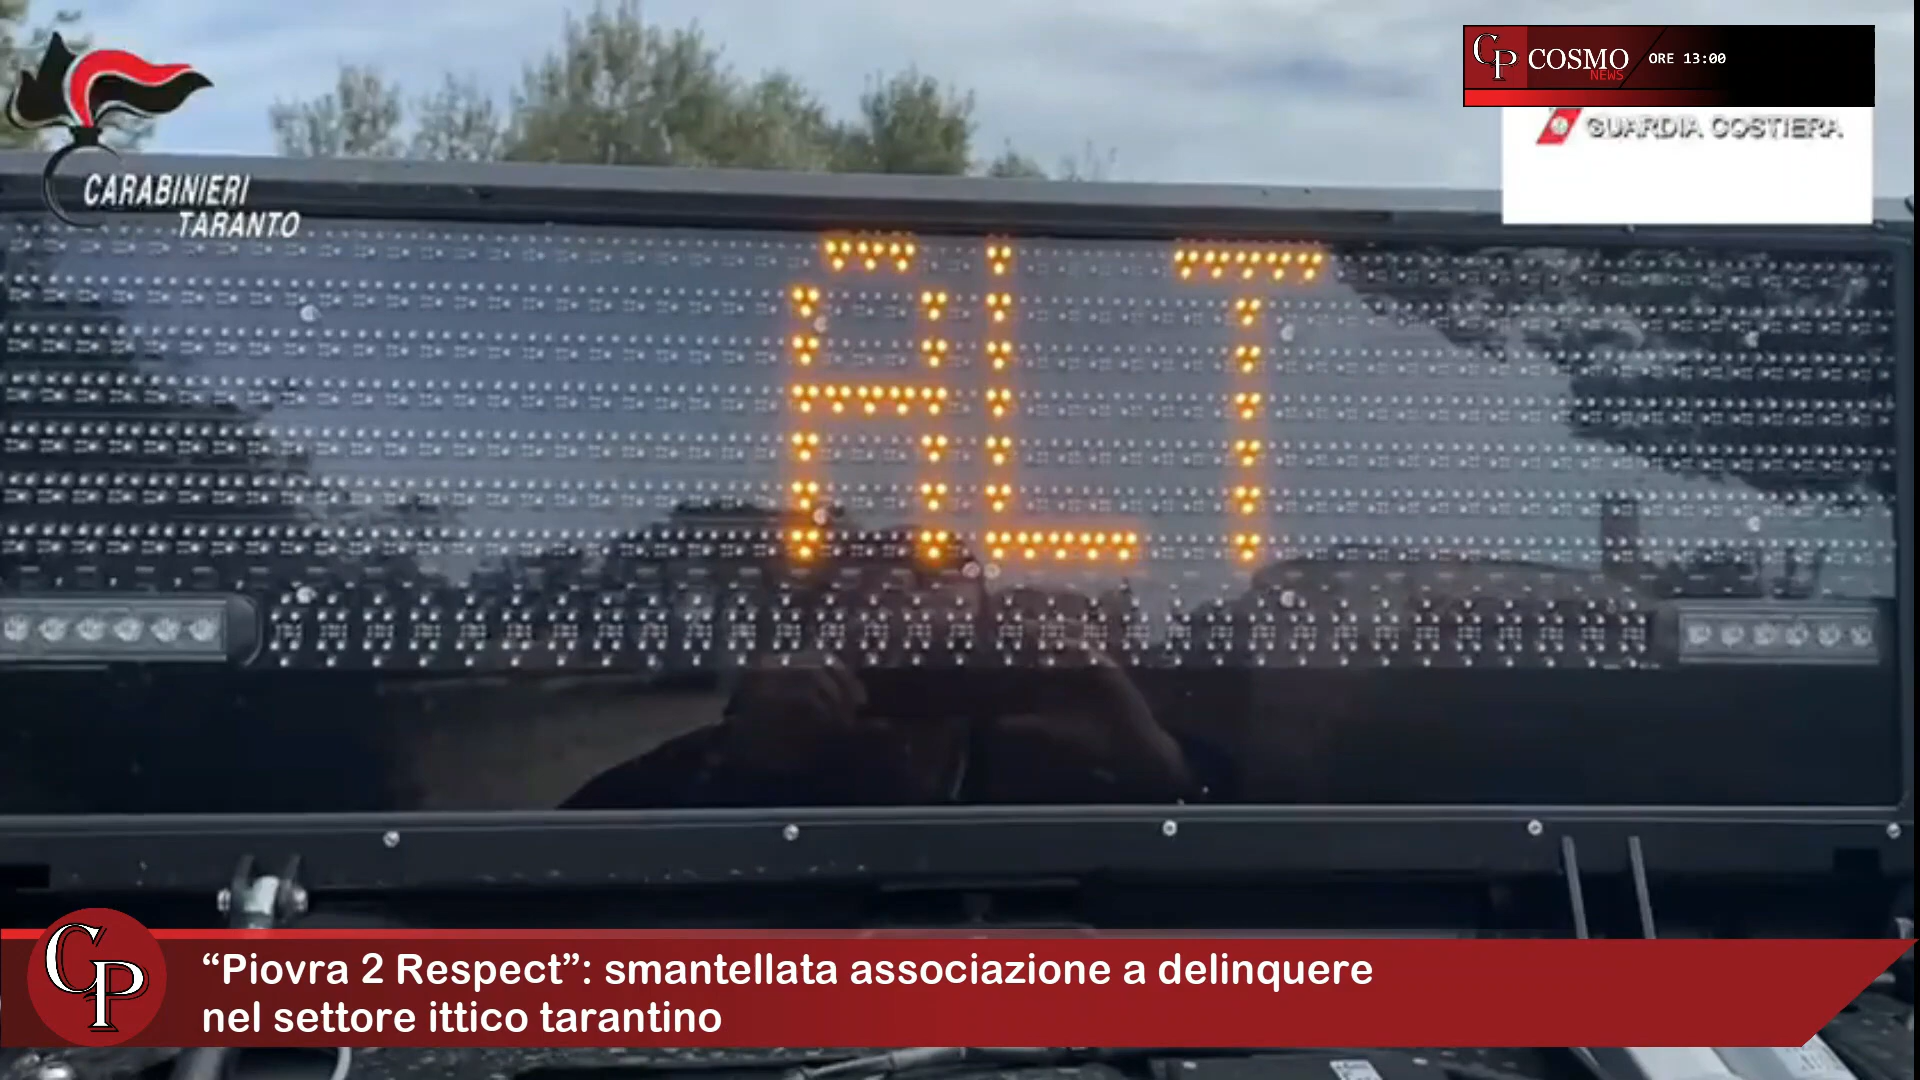 CARABINIERI
TARANTO
CP COSMO
NEWS
ORE 13:00
GUARDIA COSTIERA
ALT
CP
“Piovra 2 Respect”: smantellata associazione a delinquere
nel settore ittico tarantino